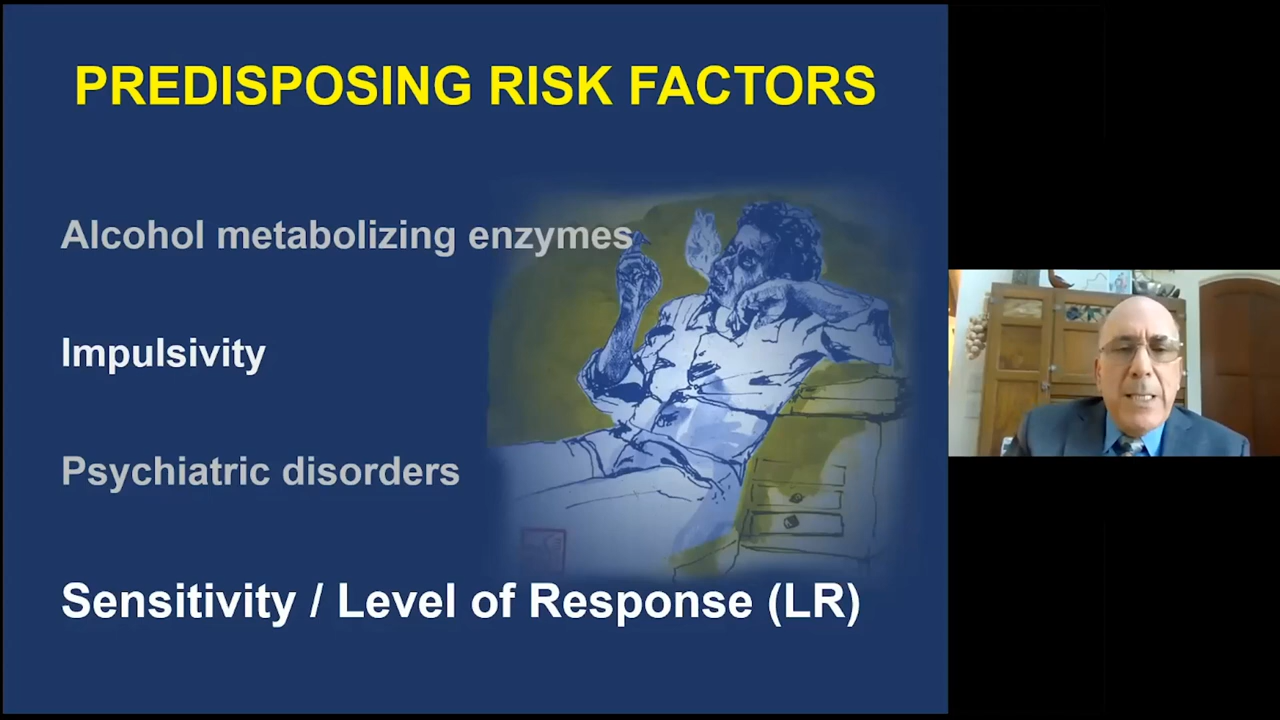 PREDISPOSING RISK FACTORS
Alcohol metabolizing enzymes
Impulsivity
Psychiatric disorders
Sensitivity / Level of Response (LR)